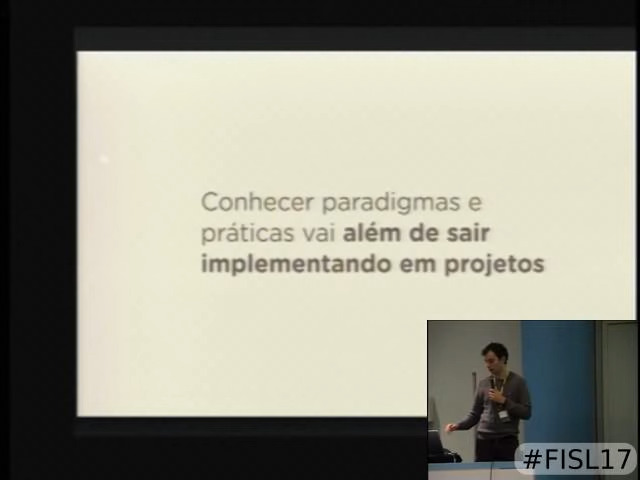 Conhecer paradigmas e
práticas vai além de sair
implementando em projetos
#FISL17